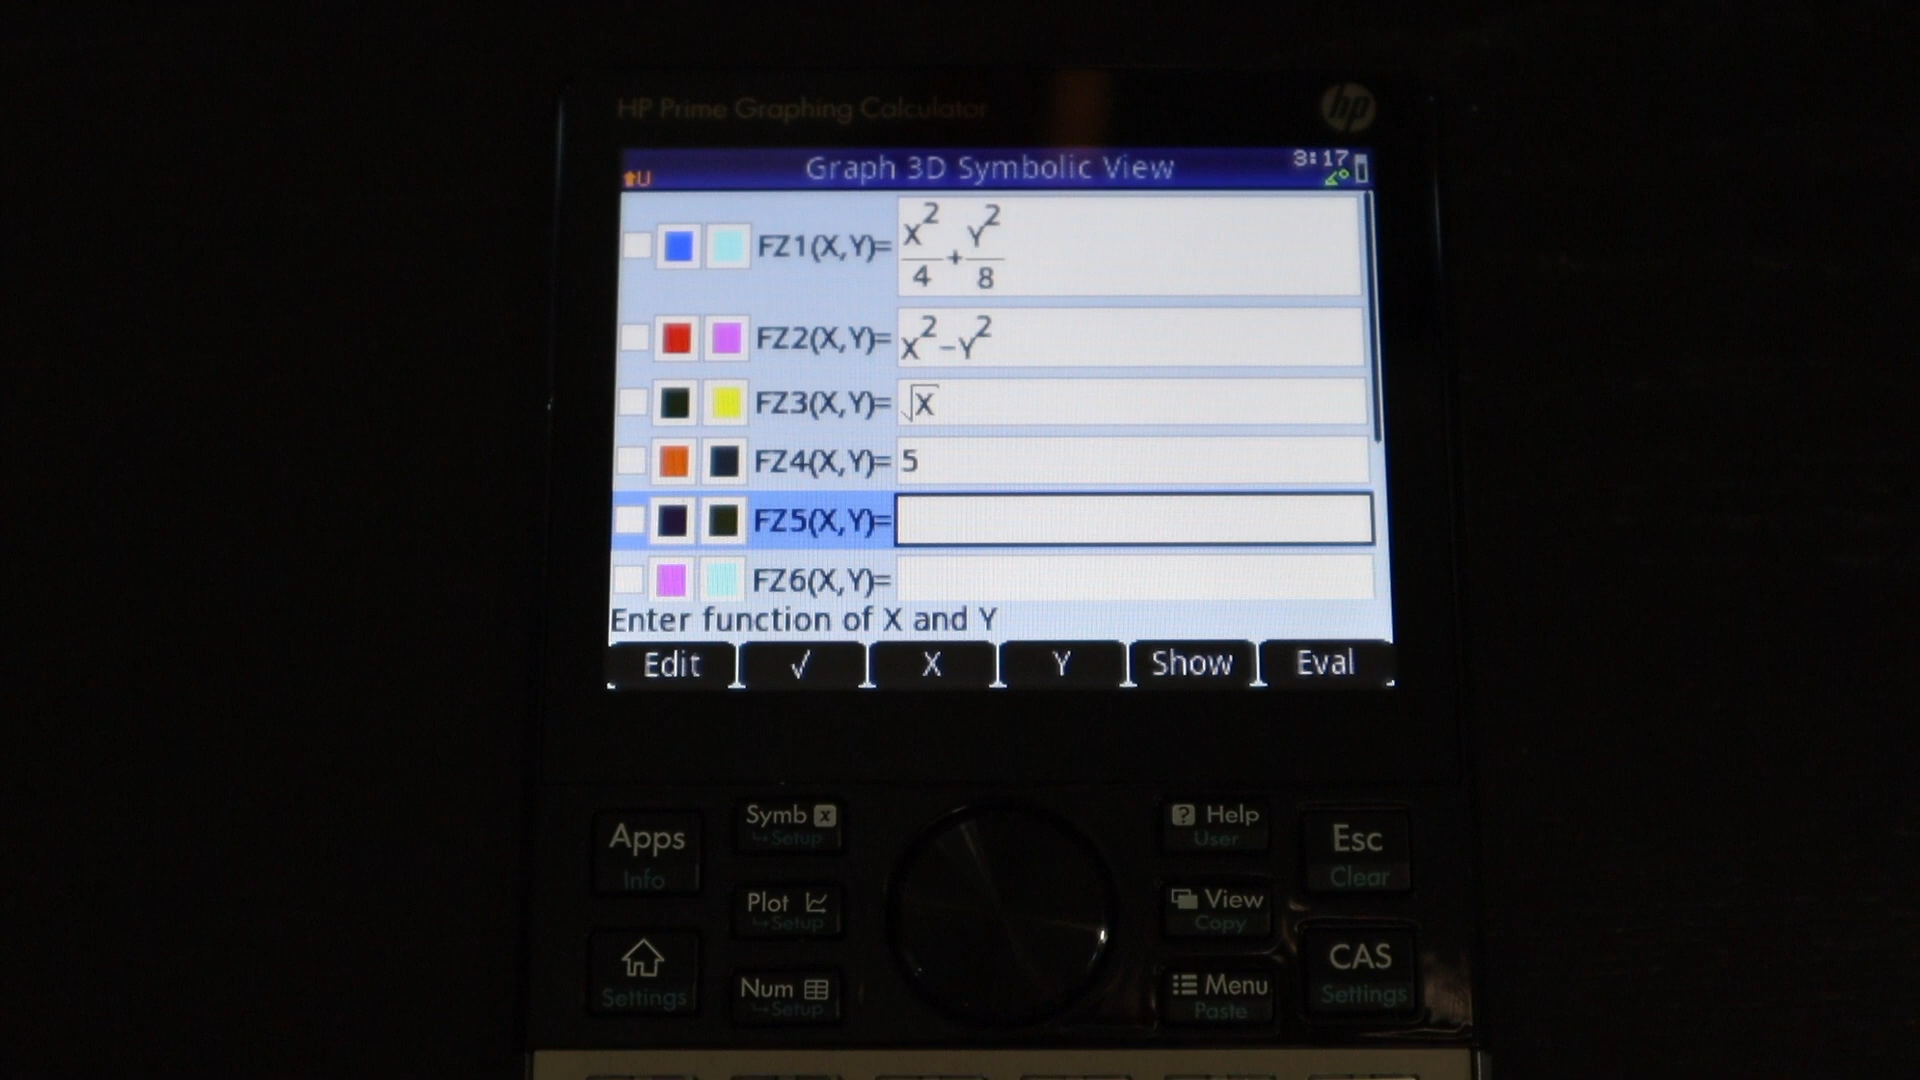 HP Prime Graphing Calculator
hp
Graph 3D Symbolic View
3:17
U
FZ1(X,Y)= X²/4+Y²/8
FZ2(X,Y)= X²-Y²
FZ3(X,Y)= √X
FZ4(X,Y)= 5
FZ5(X,Y)=
FZ6(X,Y)=
Enter function of X and Y
Edit √ X Y Show Eval
Apps
Info
Symb x
Setup
Plot
Setup
Num
Setup
Settings
? Help
User
View
Copy
Menu
Paste
Esc
Clear
CAS
Settings